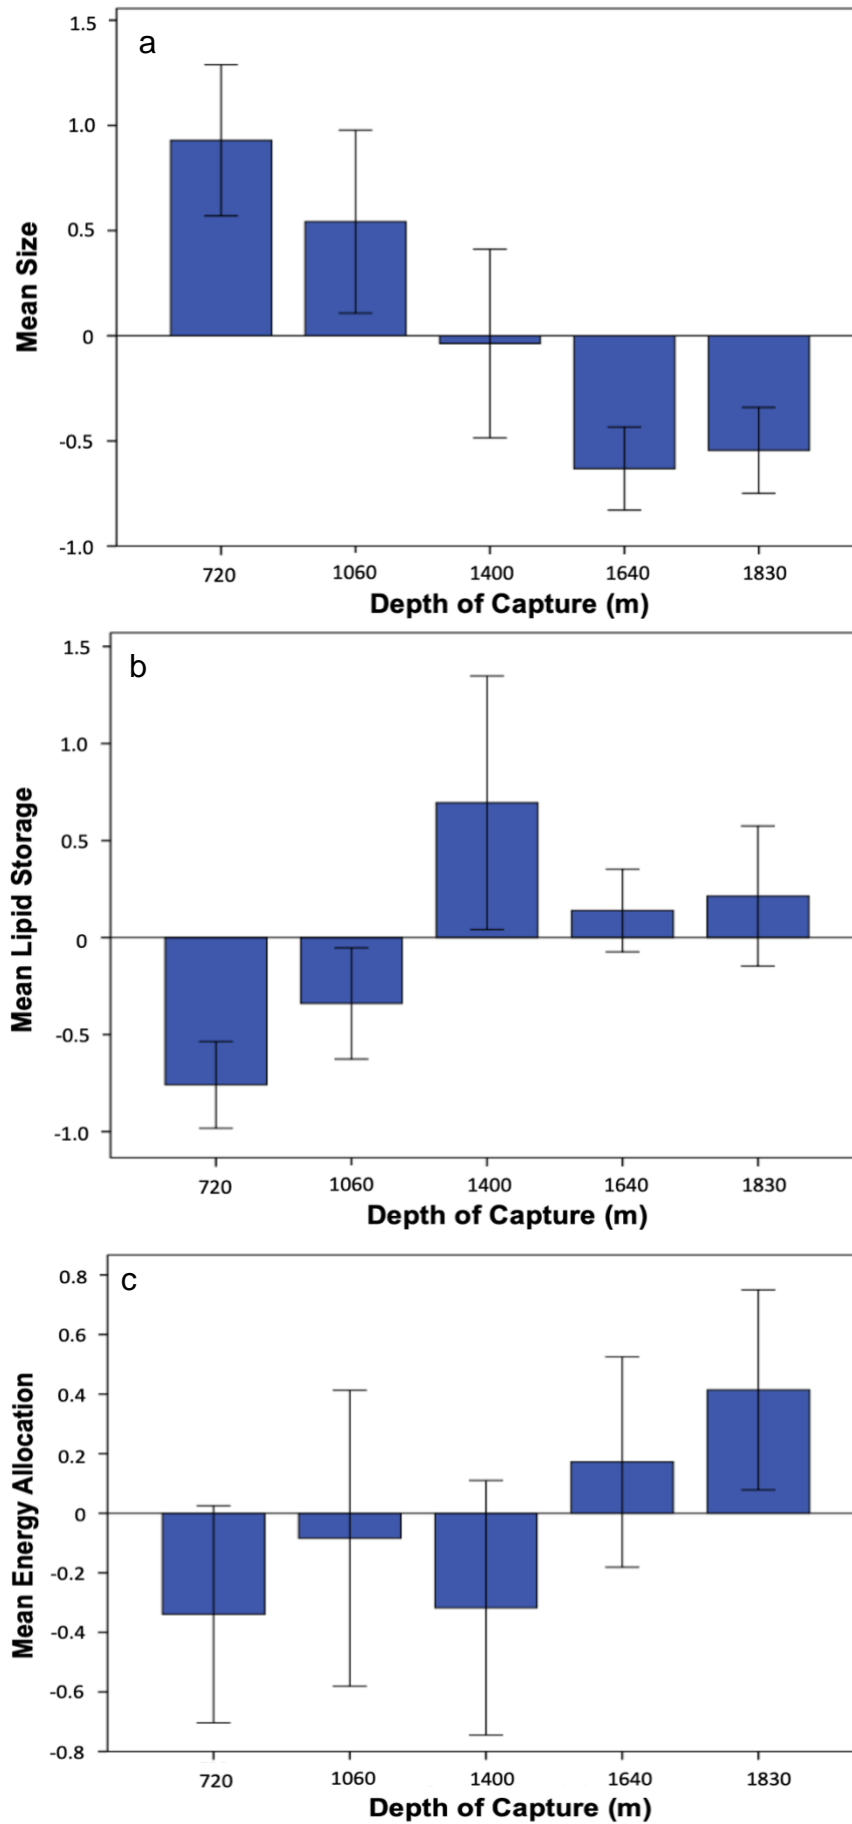 a
Mean Size
1.5
1.0
0.5
0
-0.5
-1.0
720 1060 1400 1640 1830
Depth of Capture (m)
b
Mean Lipid Storage
1.5
1.0
0.5
0
-0.5
-1.0
720 1060 1400 1640 1830
Depth of Capture (m)
c
Mean Energy Allocation
0.8
0.6
0.4
0.2
0
-0.2
-0.4
-0.6
-0.8
720 1060 1400 1640 1830
Depth of Capture (m)